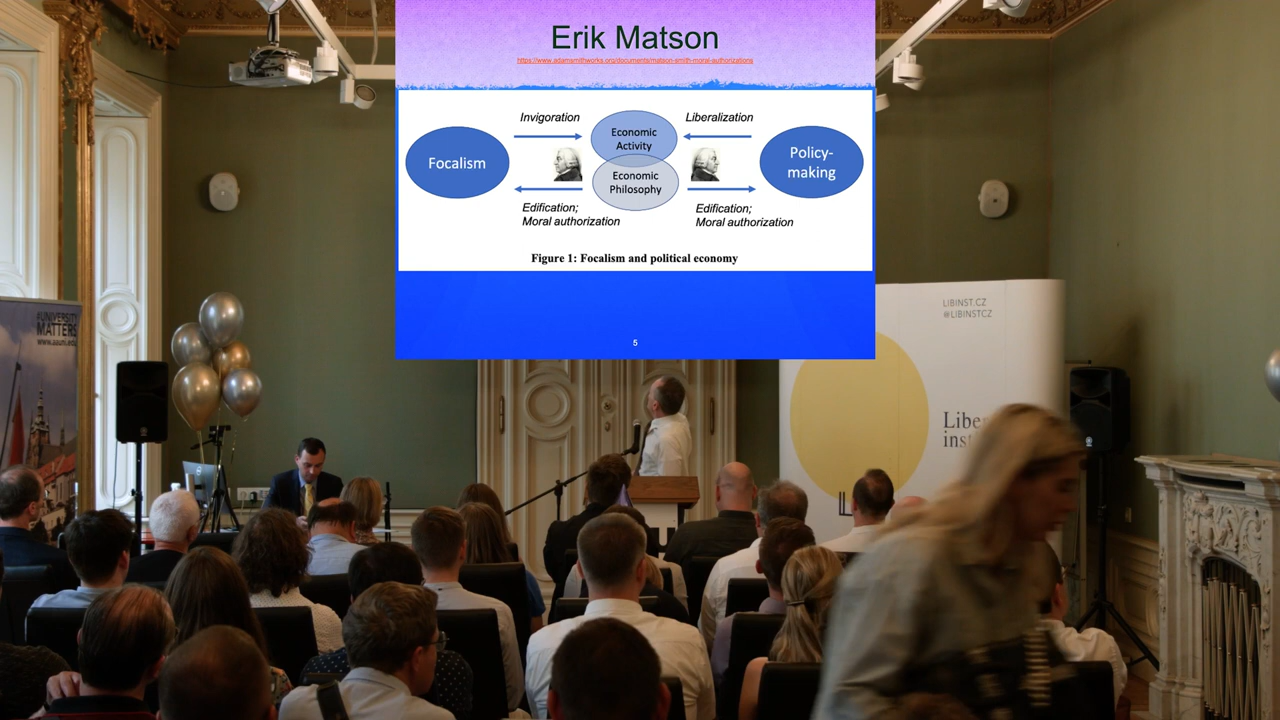 Erik Matson
https://www.adamsmithworks.org/documents/matson-smith-moral-authorizations
Invigoration
Liberalization
Economic
Activity
Focalism
Policy-
making
Economic
Philosophy
Edification;
Moral authorization
Edification;
Moral authorization
Figure 1: Focalism and political economy
5
#UNIVERSITY
MATTERS
LIBINST.CZ
@LIBINSTCZ